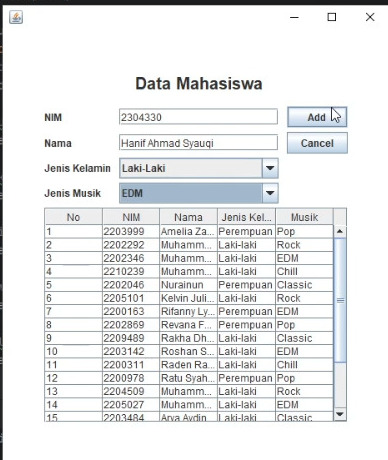 Data Mahasiswa
NIM 2304330 Add
Nama Hanif Ahmad Syauqi Cancel
Jenis Kelamin Laki-Laki
Jenis Musik EDM
No NIM Nama Jenis Kel... Musik
1 2203999 Amelia Za... Perempuan Pop
2 2202292 Muhamm... Laki-laki Rock
3 2202346 Muhamm... Laki-laki EDM
4 2210239 Muhamm... Laki-laki Chill
5 2202046 Nurainun Perempuan Classic
6 2205101 Kelvin Juli... Laki-laki Rock
7 2200163 Rifanny Ly... Perempuan EDM
8 2202869 Revana F... Perempuan Pop
9 2209489 Rakha Dh... Laki-laki Classic
10 2203142 Roshan S... Laki-laki EDM
11 2200311 Raden Ra... Laki-laki Chill
12 2200978 Ratu Syah... Perempuan Pop
13 2204509 Muhamm... Laki-laki Rock
14 2205027 Muhamm... Laki-laki EDM
15 2203484 Arya Aydin... Laki-laki Classic